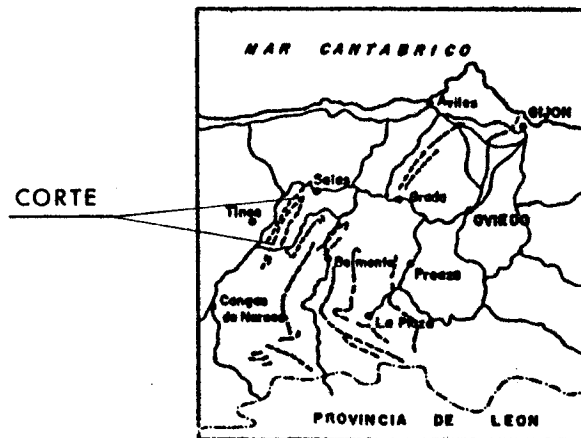 MAR CANTABRICO
Aviles
GIJON
Salas
CORTE
Tineo
Grado
OVIEDO
Belmonte
Proaza
Cangas
de Narcea
La Plaza
PROVINCIA DE LEON